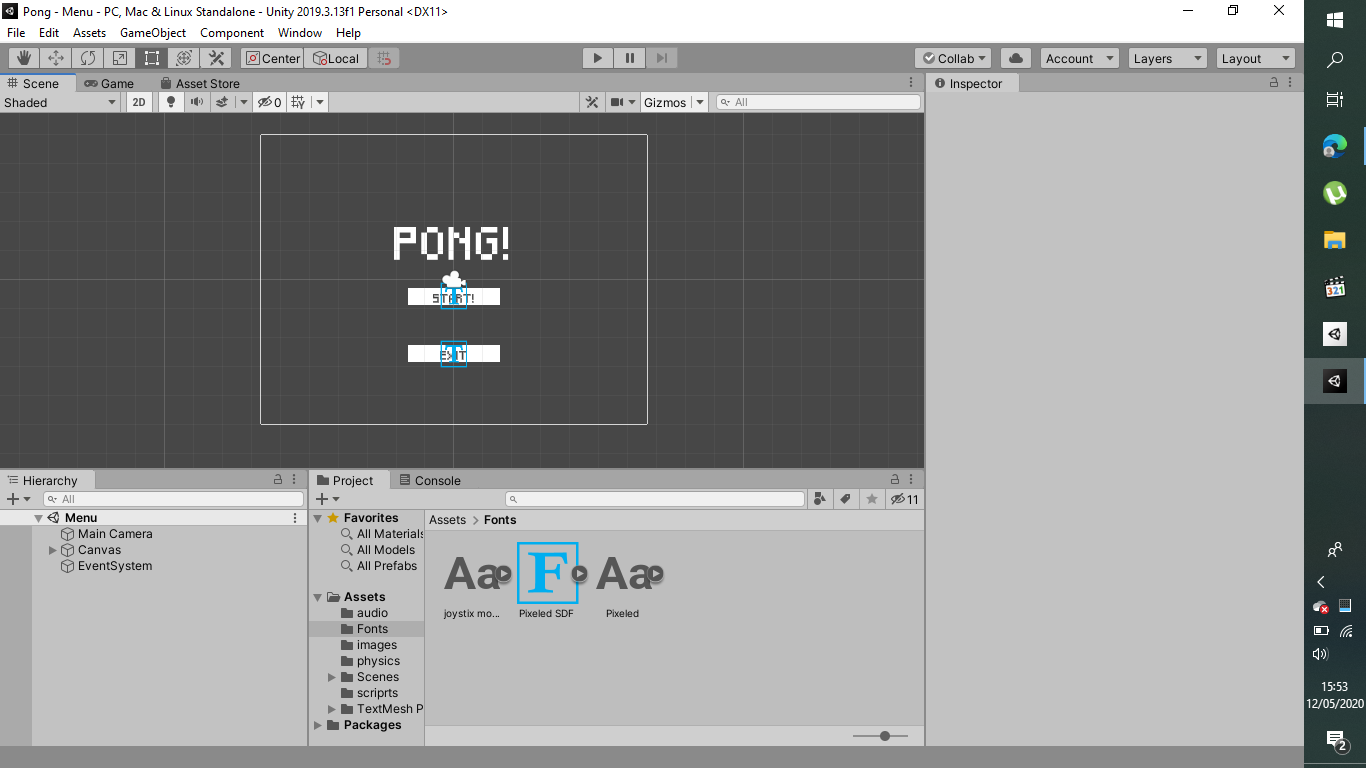 Pong - Menu - PC, Mac & Linux Standalone - Unity 2019.3.13f1 Personal <DX11>
File Edit Assets GameObject Component Window Help
Center Local Collab Account Layers Layout
Scene Game Asset Store Inspector
Shaded 2D 0 Gizmos All
PONG!
START!
EXIT
Hierarchy
All
Menu
Main Camera
Canvas
EventSystem
Project Console
11
Favorites
All Materials
All Models
All Prefabs
Assets
audio
Fonts
images
physics
Scenes
scriprts
TextMesh P
Packages
Assets > Fonts
Aa F Aa
joystix mo... Pixeled SDF Pixeled
321
15:53
12/05/2020
2